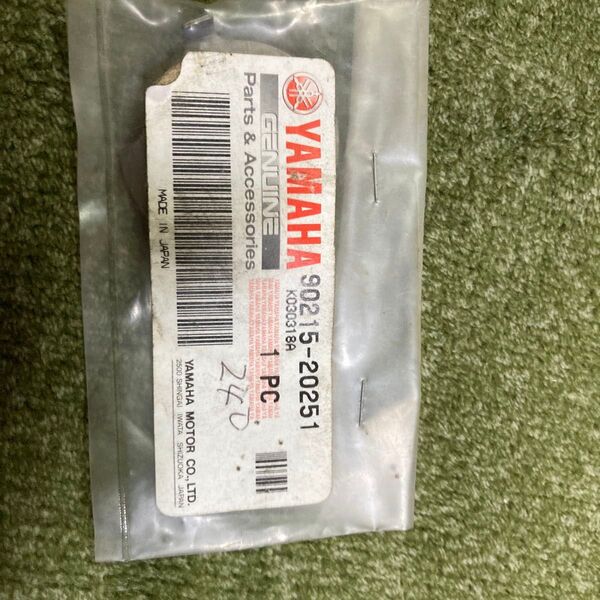 YAMAHA
GENUINE
Parts & Accessories
90215-20251
K030318A
1 PC.
240
MADE IN JAPAN
YAMAHA MOTOR CO., LTD.
2500 SHINGAI IWATA SHIZUOKA JAPAN